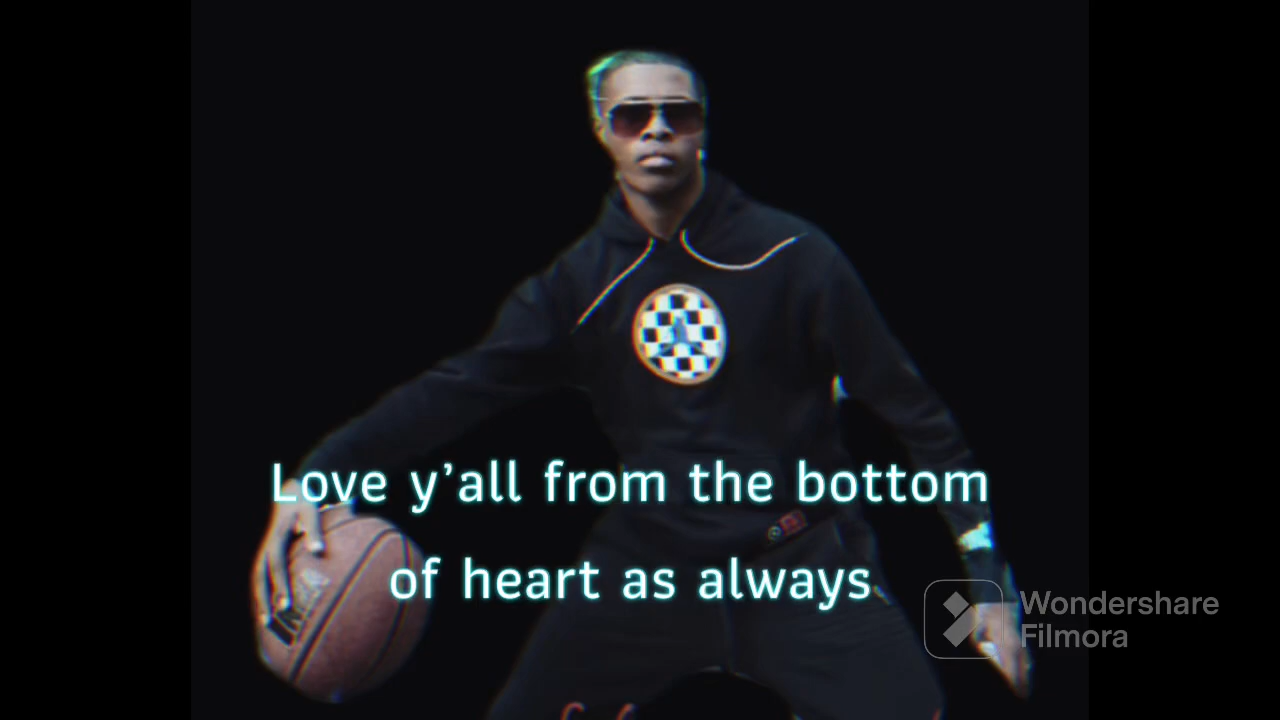 Love y’all from the bottom
of heart as always
Wondershare
Filmora